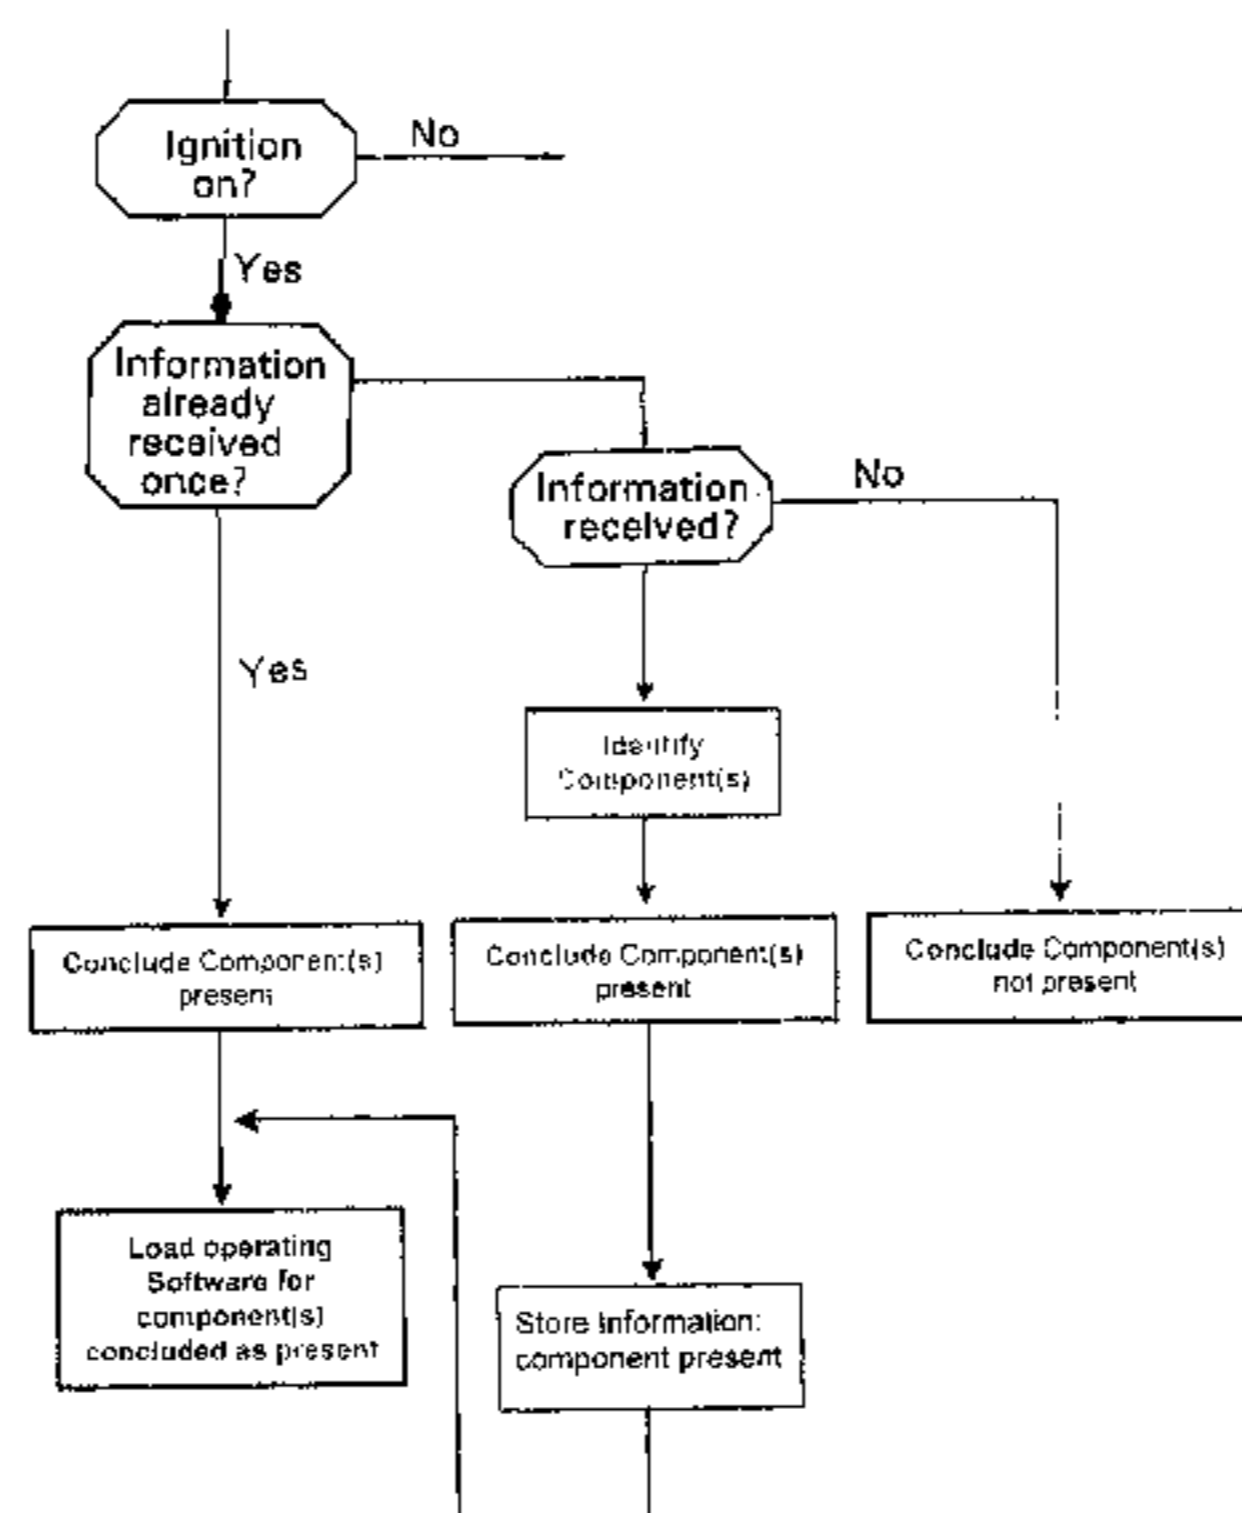 Ignition
on?
No
Yes
Information
already
received
once?
Information
received?
No
Yes
Identify
Component(s)
Conclude Component(s)
present
Conclude Component(s)
present
Conclude Component(s)
not present
Load operating
Software for
component(s)
concluded as present
Store Information:
component present